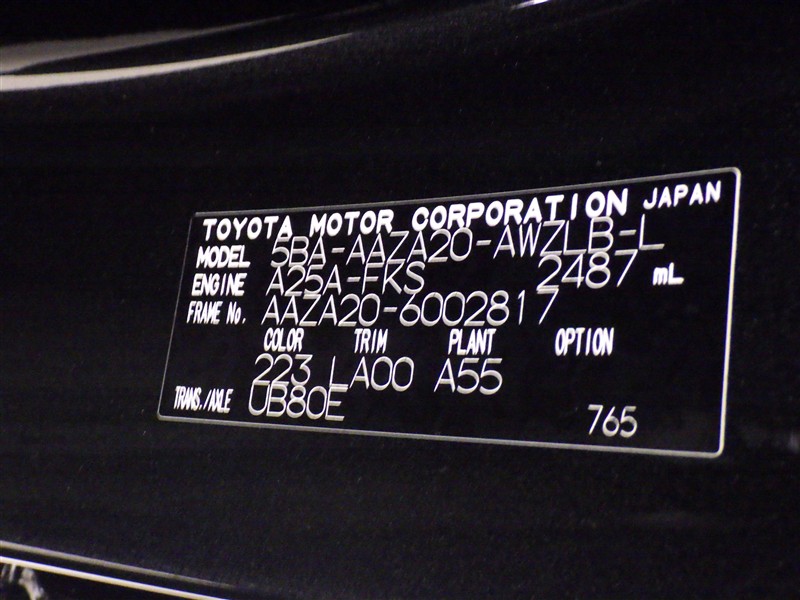 TOYOTA MOTOR CORPORATION JAPAN
MODEL 5BA-AAZA20-AWZLB-L
ENGINE A25A-FKS 2487 mL
FRAME No. AAZA20-6002817
COLOR TRIM PLANT OPTION
223 LA00 A55
TRANS./AXLE UB80E
765